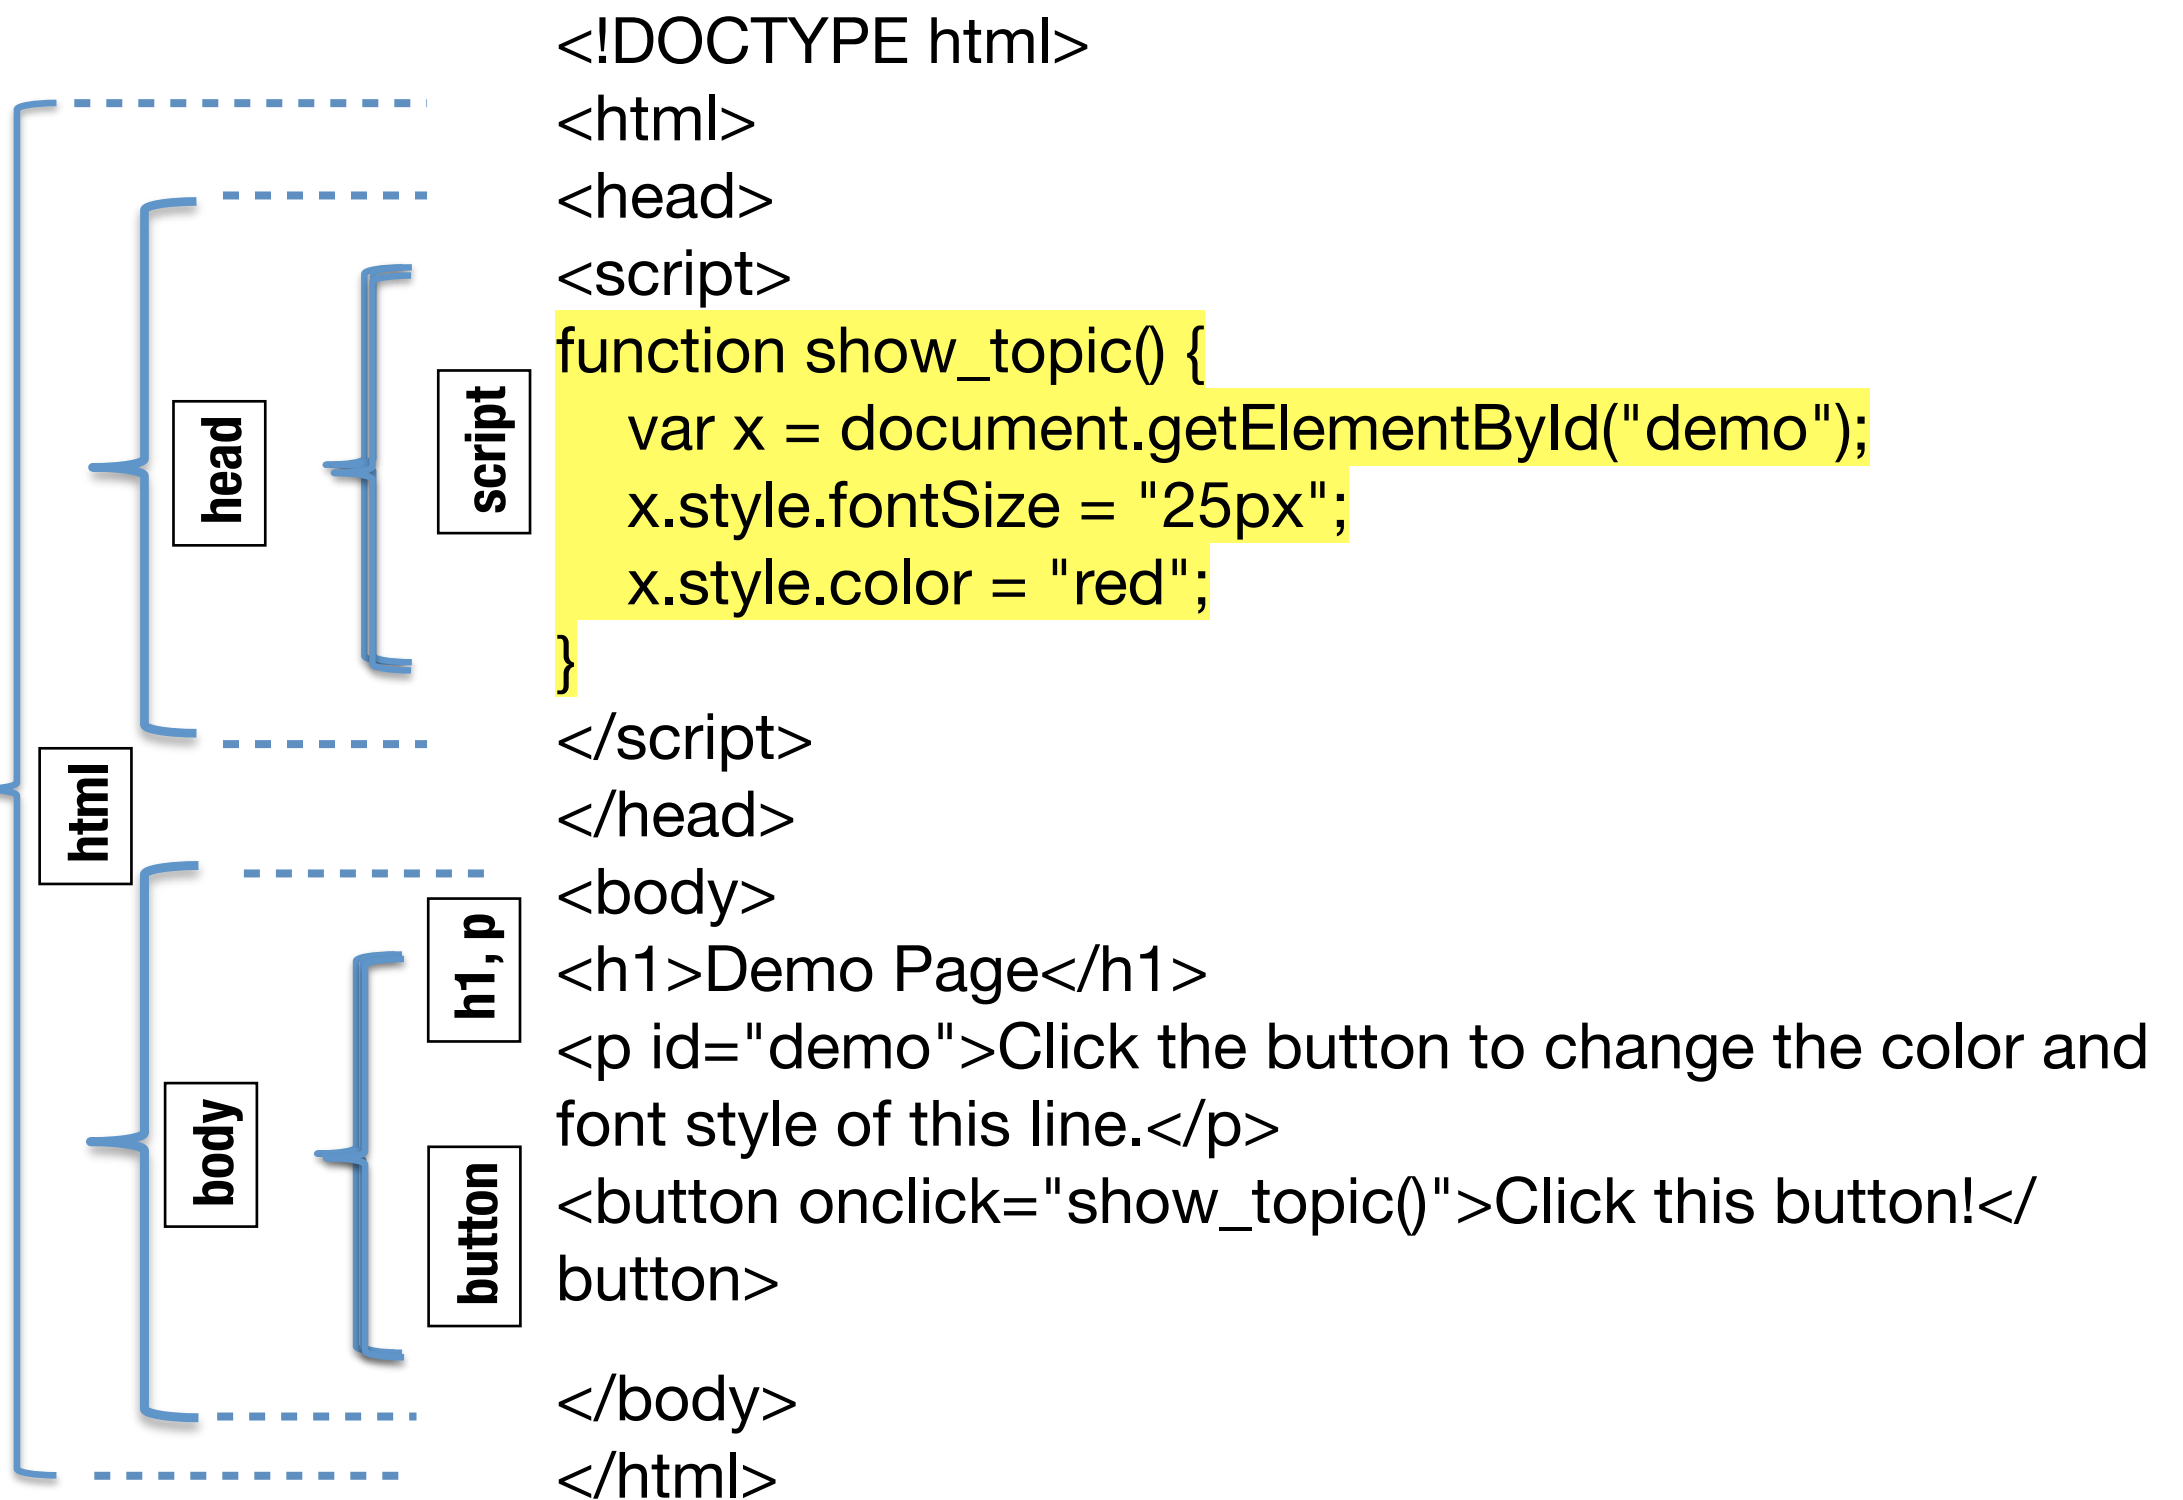 <!DOCTYPE html>
<html>
<head>
<script>
function show_topic() {
var x = document.getElementById("demo");
x.style.fontSize = "25px";
x.style.color = "red";
}
</script>
</head>
<body>
<h1>Demo Page</h1>
<p id="demo">Click the button to change the color and
font style of this line.</p>
<button onclick="show_topic()">Click this button!</
button>
</body>
</html>
html
head
script
body
h1, p
button